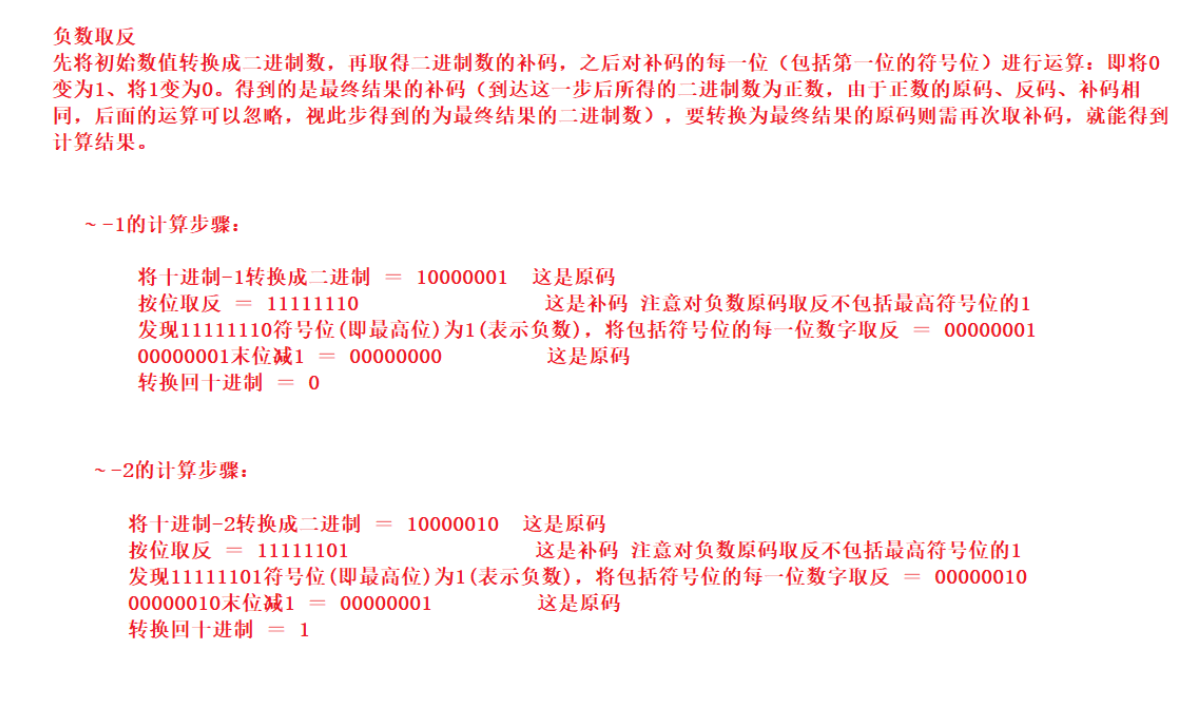 负数取反
先将初始数值转换成二进制数，再取得二进制数的补码，之后对补码的每一位（包括第一位的符号位）进行运算：即将0
变为1、将1变为0。得到的是最终结果的补码（到达这一步后所得的二进制数为正数，由于正数的原码、反码、补码相
同，后面的运算可以忽略，视此步得到的为最终结果的二进制数），要转换为最终结果的原码则需再次取补码，就能得到
计算结果。
~ -1的计算步骤：
将十进制-1转换成二进制 ＝ 10000001 这是原码
按位取反 ＝ 11111110 这是补码 注意对负数原码取反不包括最高符号位的1
发现11111110符号位(即最高位)为1(表示负数)，将包括符号位的每一位数字取反 ＝ 00000001
00000001末位减1 ＝ 00000000 这是原码
转换回十进制 ＝ 0
~ -2的计算步骤：
将十进制-2转换成二进制 ＝ 10000010 这是原码
按位取反 ＝ 11111101 这是补码 注意对负数原码取反不包括最高符号位的1
发现11111101符号位(即最高位)为1(表示负数)，将包括符号位的每一位数字取反 ＝ 00000010
00000010末位减1 ＝ 00000001 这是原码
转换回十进制 ＝ 1